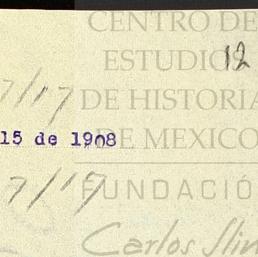 CENTRO DE
ESTUDIOS
12
7/17
DE HISTORIA
15 de 1908
DE MEXICO
7/17
FUNDACIÓ
Carlos Slim